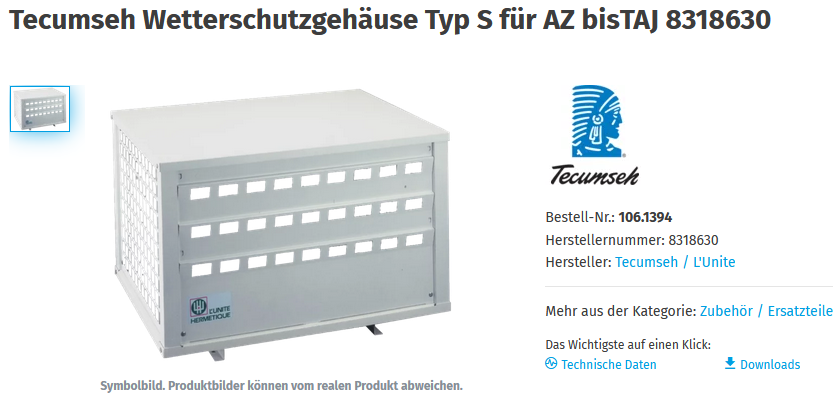 Tecumseh Wetterschutzgehäuse Typ S für AZ bisTAJ 8318630
Tecumseh
Bestell-Nr.: 106.1394
Herstellernummer: 8318630
Hersteller: Tecumseh / L'Unite
Mehr aus der Kategorie: Zubehör / Ersatzteile
Das Wichtigste auf einen Klick:
Technische Daten
Downloads
L'UNITE
HERMETIQUE
Symbolbild. Produktbilder können vom realen Produkt abweichen.